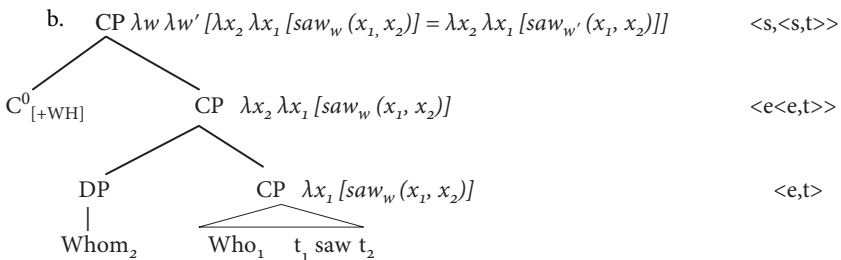 b. CP λw λw′ [λx₂ λx₁ [saw_w (x₁, x₂)] = λx₂ λx₁ [saw_w′ (x₁, x₂)]] <s,<s,t>>
C⁰[+WH] CP λx₂ λx₁ [saw_w (x₁, x₂)] <e<e,t>>
DP CP λx₁ [saw_w (x₁, x₂)] <e,t>
Whom₂ Who₁ t₁ saw t₂